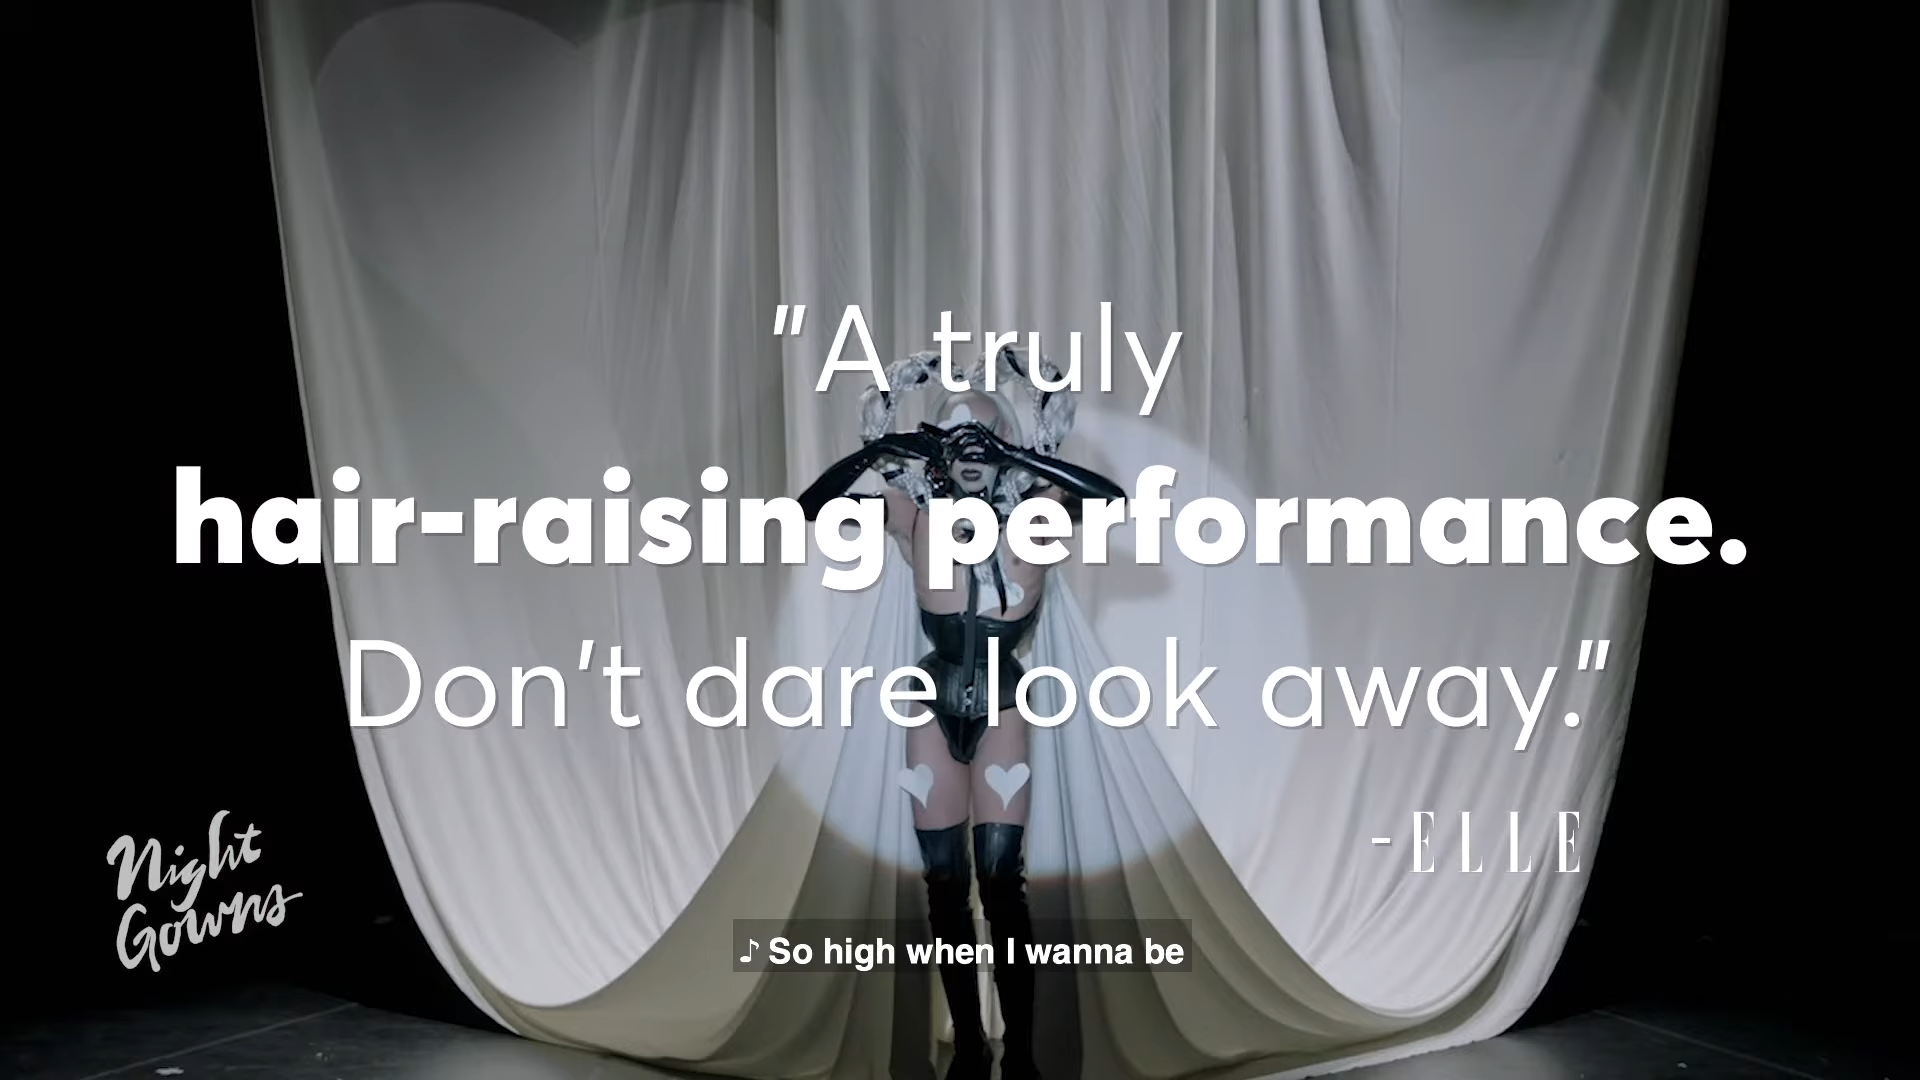 "A truly
hair-raising performance.
Don't dare look away."
-ELLE
Night
Gowns
♪ So high when I wanna be